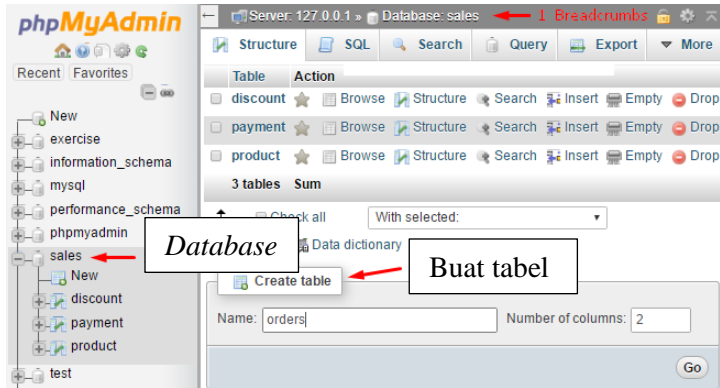 phpMyAdmin
Recent Favorites
New
exercise
information_schema
mysql
performance_schema
phpmyadmin
sales
New
discount
payment
product
test
Server: 127.0.0.1 » Database: sales
1 Breadcrumbs
Structure SQL Search Query Export More
Table Action
discount Browse Structure Search Insert Empty Drop
payment Browse Structure Search Insert Empty Drop
product Browse Structure Search Insert Empty Drop
3 tables Sum
Check all With selected:
Database
Data dictionary
Buat tabel
Create table
Name: orders Number of columns: 2
Go